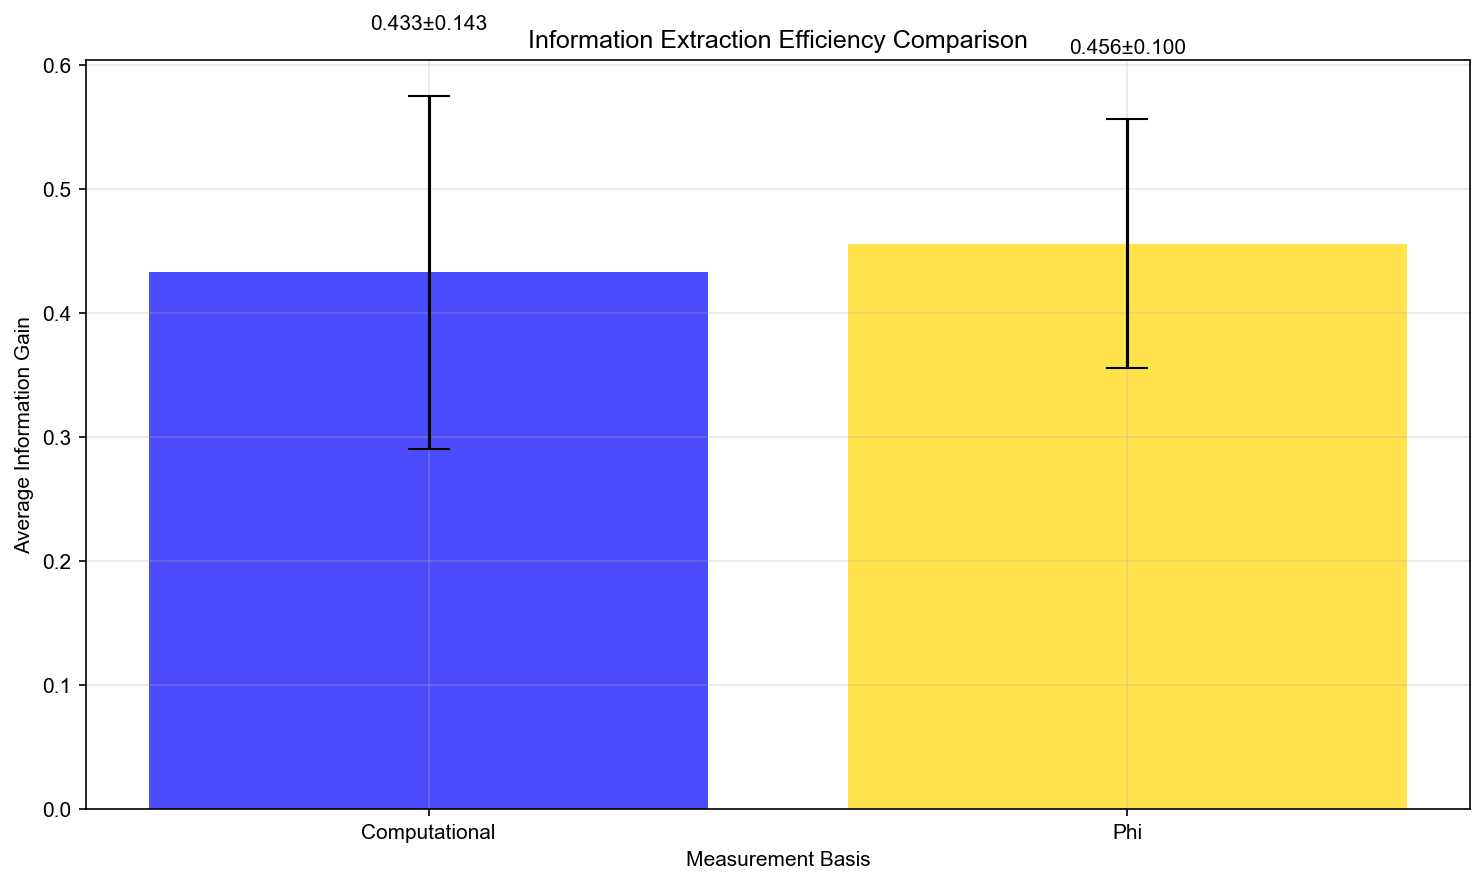 0.433±0.143
Information Extraction Efficiency Comparison
0.456±0.100
Average Information Gain
0.6
0.5
0.4
0.3
0.2
0.1
0.0
Computational
Phi
Measurement Basis